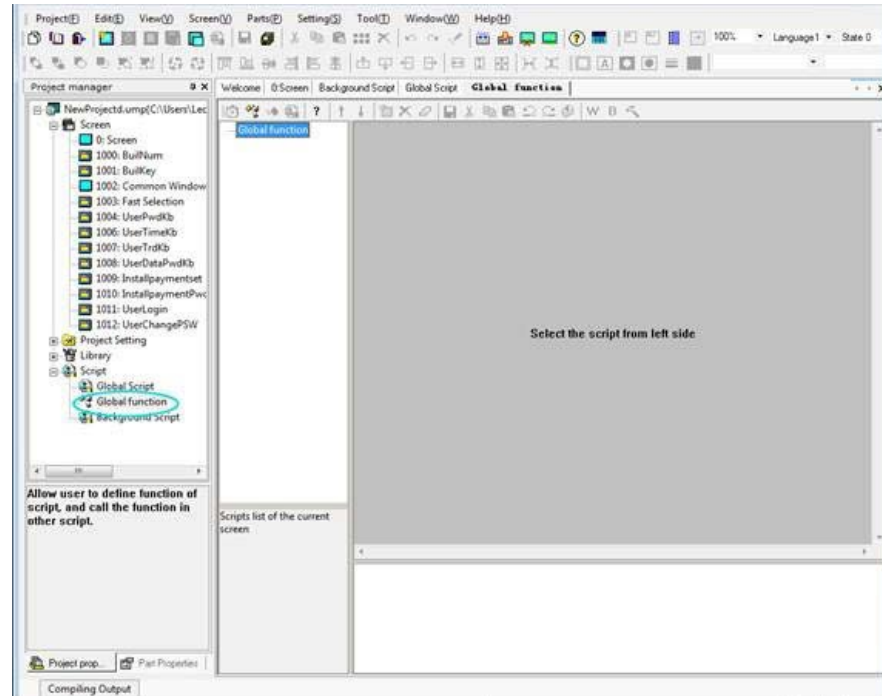 Project(F) Edit(E) View(V) Screen(V) Parts(P) Setting(S) Tool(T) Window(W) Help(H)
100% Language1 State 0
Project manager
Welcome 0:Screen Background Script Global Script Global function
NewProjectd.ump(C:\Users\Lec
Screen
0: Screen
1000: BuilNum
1001: BuilKey
1002: Common Window
1003: Fast Selection
1004: UserPwdKb
1006: UserTimeKb
1007: UserTrdKb
1008: UserDataPwdKb
1009: Installpaymentset
1010: InstallpaymentPwd
1011: UserLogin
1012: UserChangePSW
Project Setting
Library
Script
Global Script
Global function
Background Script
Global function
W B
Select the script from left side
Allow user to define function of
script, and call the function in
other script.
Scripts list of the current
screen
Project prop... Part Properties
Compiling Output